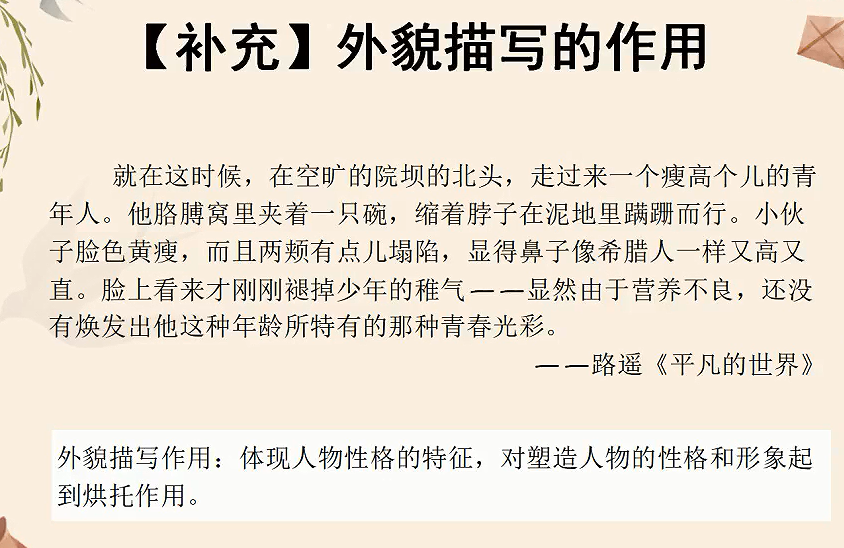 【补充】外貌描写的作用
就在这时候，在空旷的院坝的北头，走过来一个瘦高个儿的青
年人。他胳膊窝里夹着一只碗，缩着脖子在泥地里蹒跚而行。小伙
子脸色黄瘦，而且两颊有点儿塌陷，显得鼻子像希腊人一样又高又
直。脸上看来才刚刚褪掉少年的稚气——显然由于营养不良，还没
有焕发出他这种年龄所特有的那种青春光彩。
——路遥《平凡的世界》
外貌描写作用：体现人物性格的特征，对塑造人物的性格和形象起
到烘托作用。